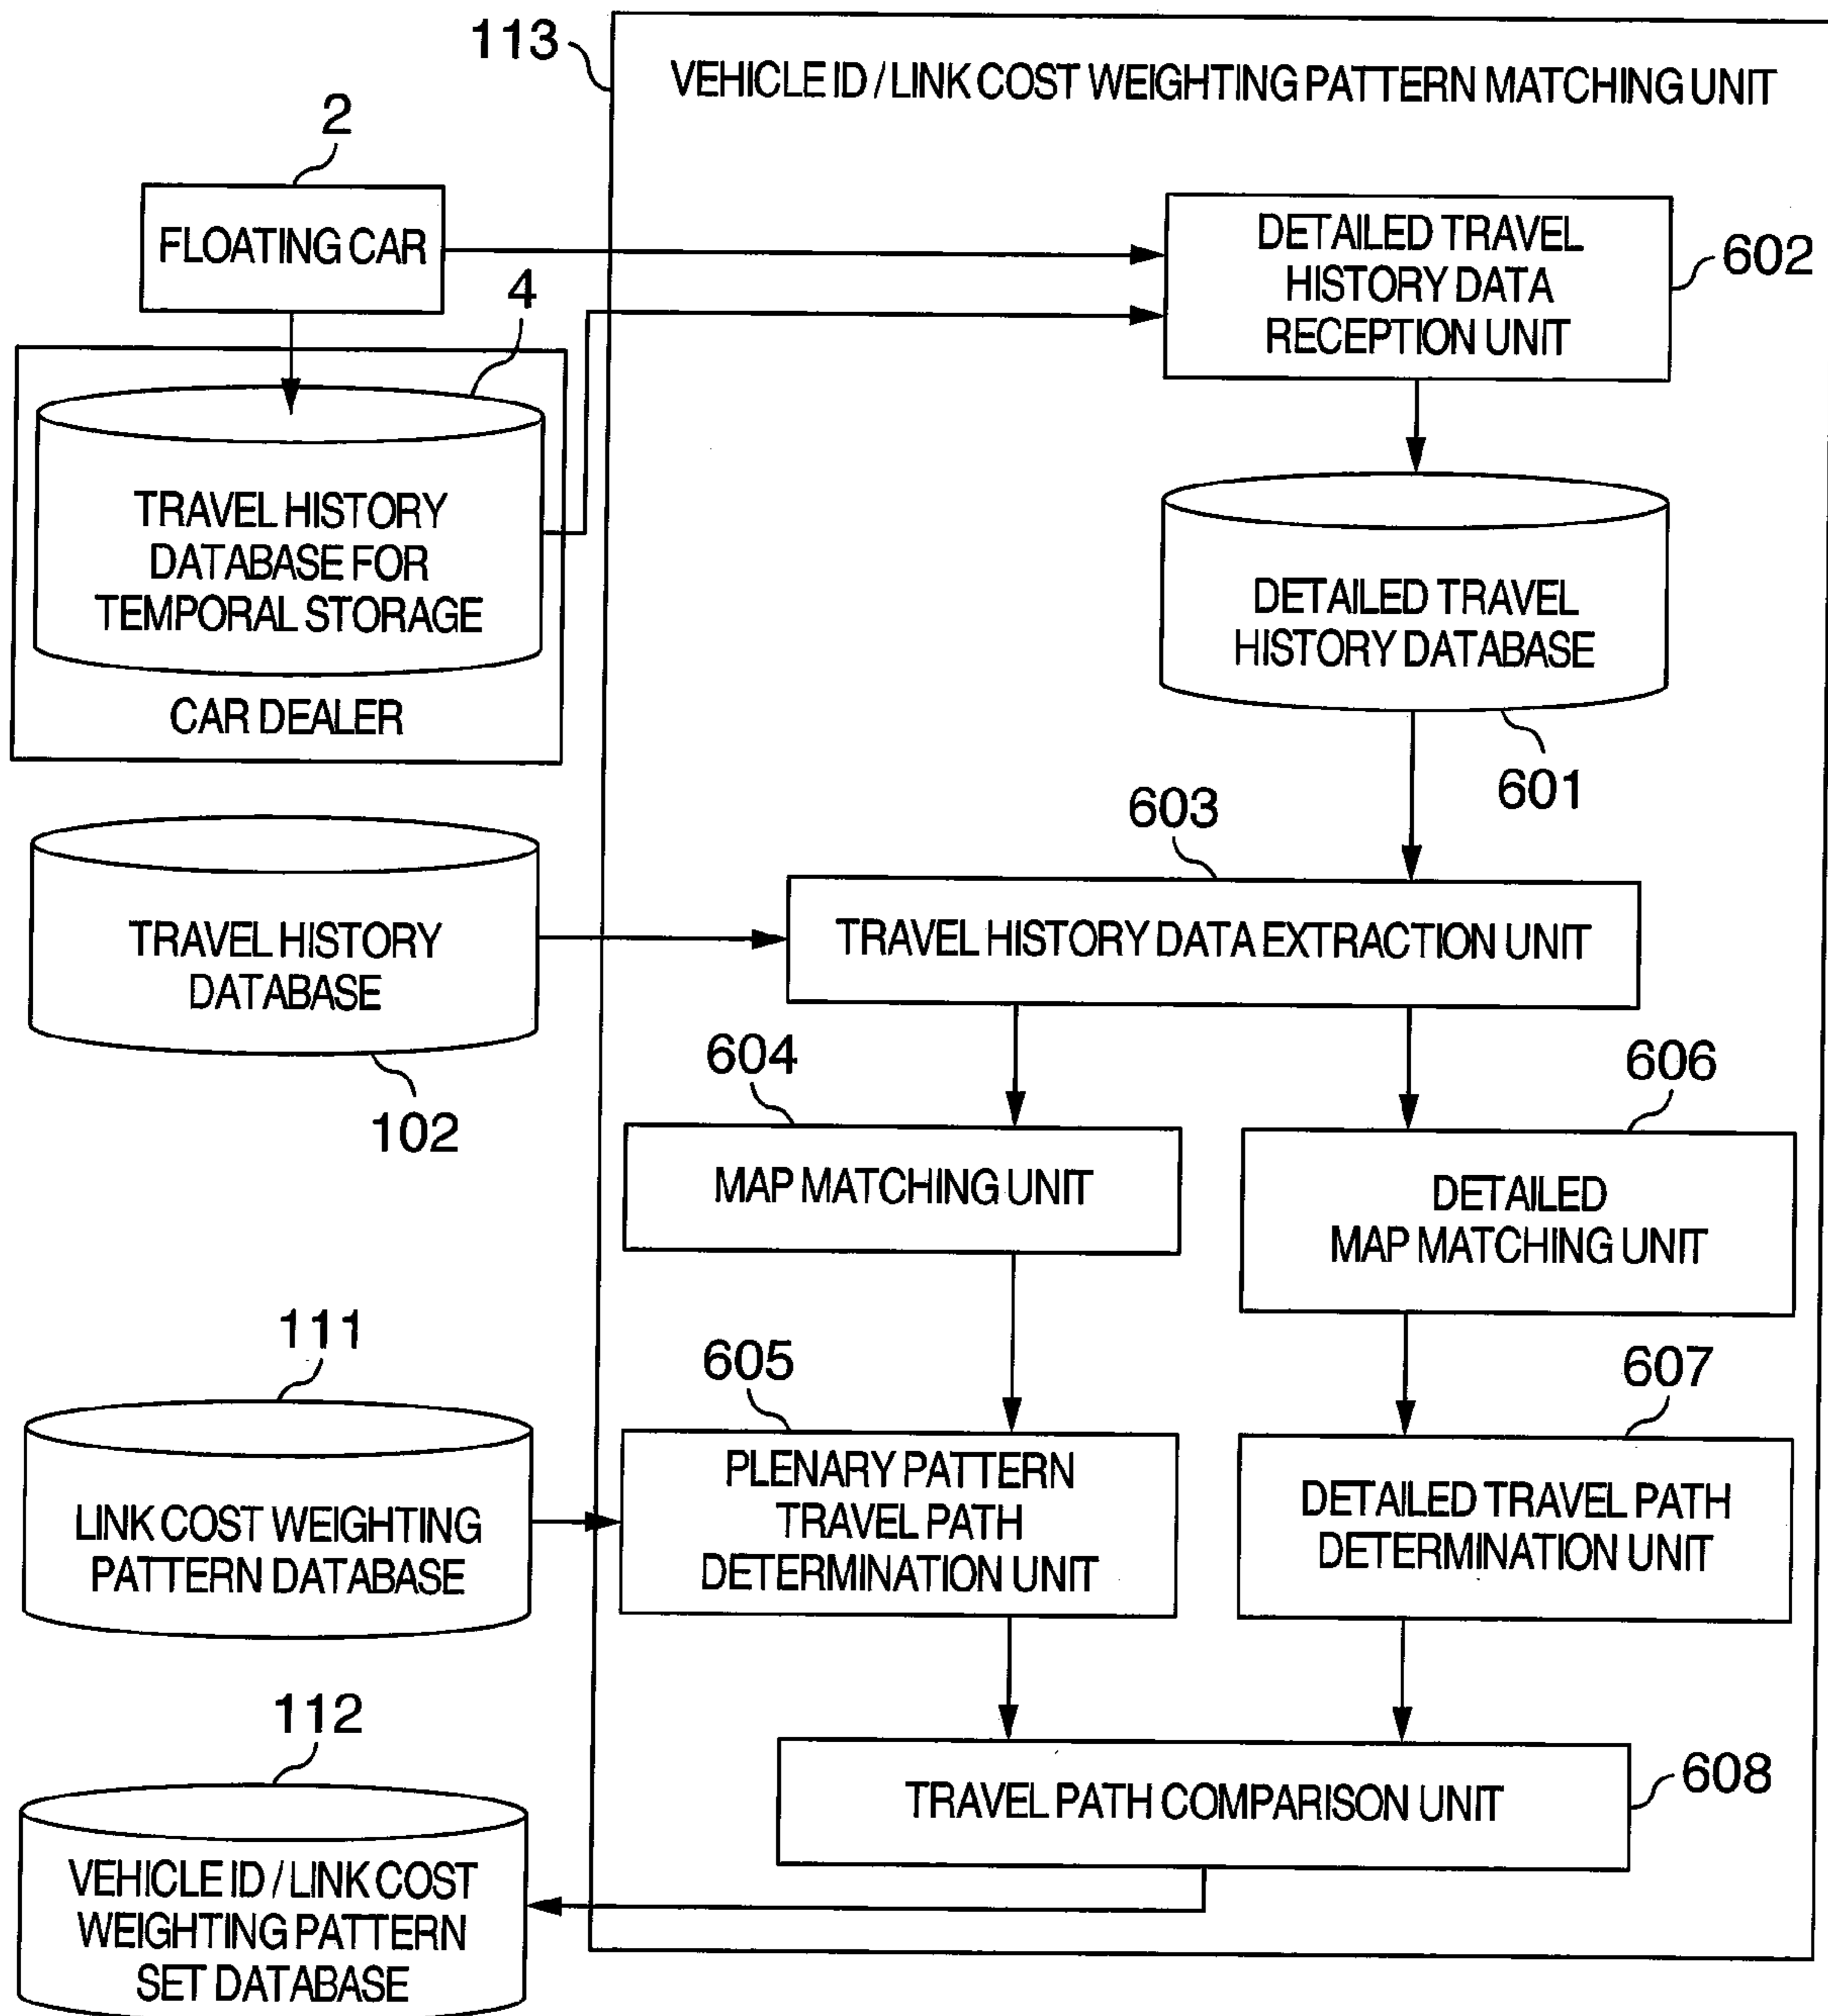 113
VEHICLE ID / LINK COST WEIGHTING PATTERN MATCHING UNIT
2
FLOATING CAR
DETAILED TRAVEL
HISTORY DATA
RECEPTION UNIT
602
4
TRAVEL HISTORY
DATABASE FOR
TEMPORAL STORAGE
CAR DEALER
DETAILED TRAVEL
HISTORY DATABASE
601
603
TRAVEL HISTORY
DATABASE
102
TRAVEL HISTORY DATA EXTRACTION UNIT
604
MAP MATCHING UNIT
606
DETAILED
MAP MATCHING UNIT
111
LINK COST WEIGHTING
PATTERN DATABASE
605
PLENARY PATTERN
TRAVEL PATH
DETERMINATION UNIT
607
DETAILED TRAVEL PATH
DETERMINATION UNIT
112
VEHICLE ID / LINK COST
WEIGHTING PATTERN
SET DATABASE
TRAVEL PATH COMPARISON UNIT
608